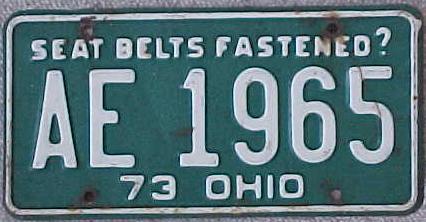 SEAT BELTS FASTENED?
AE 1965
73 OHIO